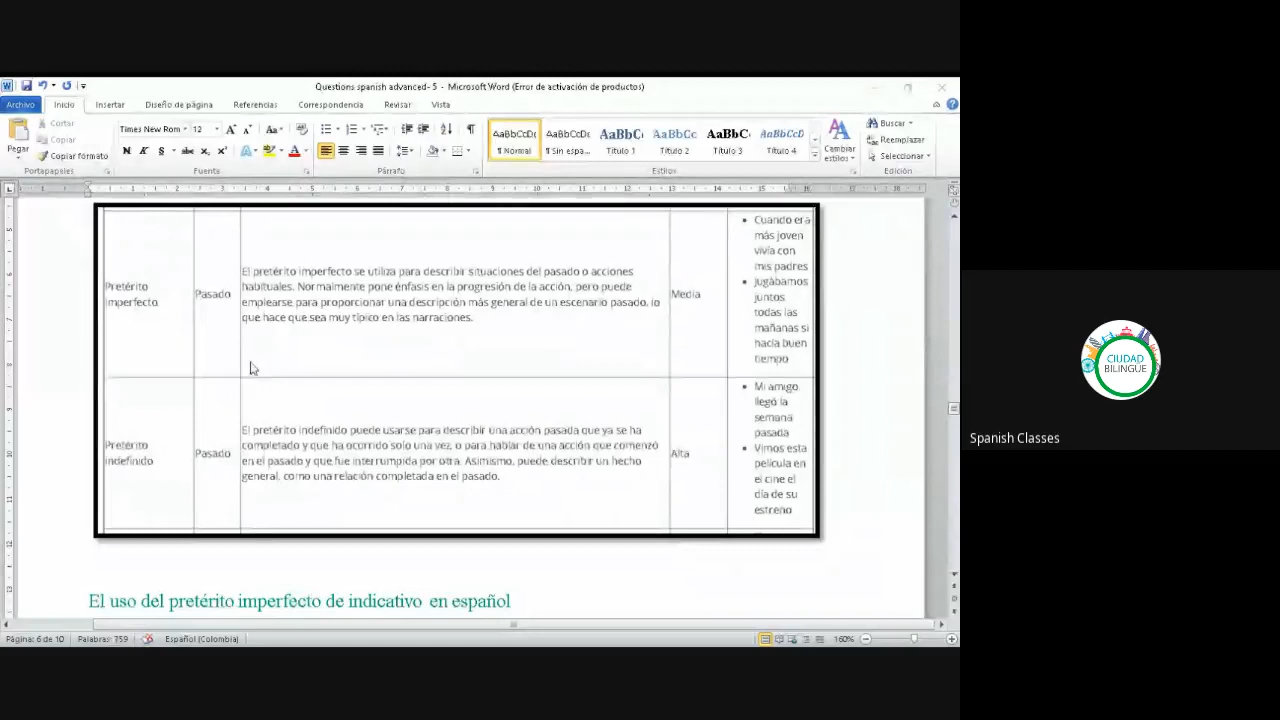 Questions spanish advanced- 5 - Microsoft Word (Error de activación de productos)
Archivo Inicio Insertar Diseño de página Referencias Correspondencia Revisar Vista
Pegar
Cortar
Copiar
Copiar formato
Portapapeles
Times New Rom 12
Fuente
Párrafo
AaBbCcDc AaBbCcDc AaBbC AaBbCc AaBbCc AaBbCcD
¶ Normal ¶ Sin espa... Título 1 Título 2 Título 3 Título 4
Cambiar
estilos
Estilos
Buscar
Reemplazar
Seleccionar
Edición
Pretérito
imperfecto
Pasado
El pretérito imperfecto se utiliza para describir situaciones del pasado o acciones
habituales. Normalmente pone énfasis en la progresión de la acción, pero puede
emplearse para proporcionar una descripción más general de un escenario pasado, lo
que hace que sea muy típico en las narraciones.
Media
Cuando era
más joven
vivía con
mis padres
Jugábamos
juntos
todas las
mañanas si
hacía buen
tiempo
Pretérito
indefinido
Pasado
El pretérito indefinido puede usarse para describir una acción pasada que ya se ha
completado y que ha ocurrido solo una vez, o para hablar de una acción que comenzó
en el pasado y que fue interrumpida por otra. Asimismo, puede describir un hecho
general, como una relación completada en el pasado.
Alta
Mi amigo
llegó la
semana
pasada
Vimos esta
película en
el cine el
día de su
estreno
El uso del pretérito imperfecto de indicativo en español
Página: 6 de 10 Palabras: 759 Español (Colombia) 160%
CIUDAD
BILINGÜE
Spanish Classes